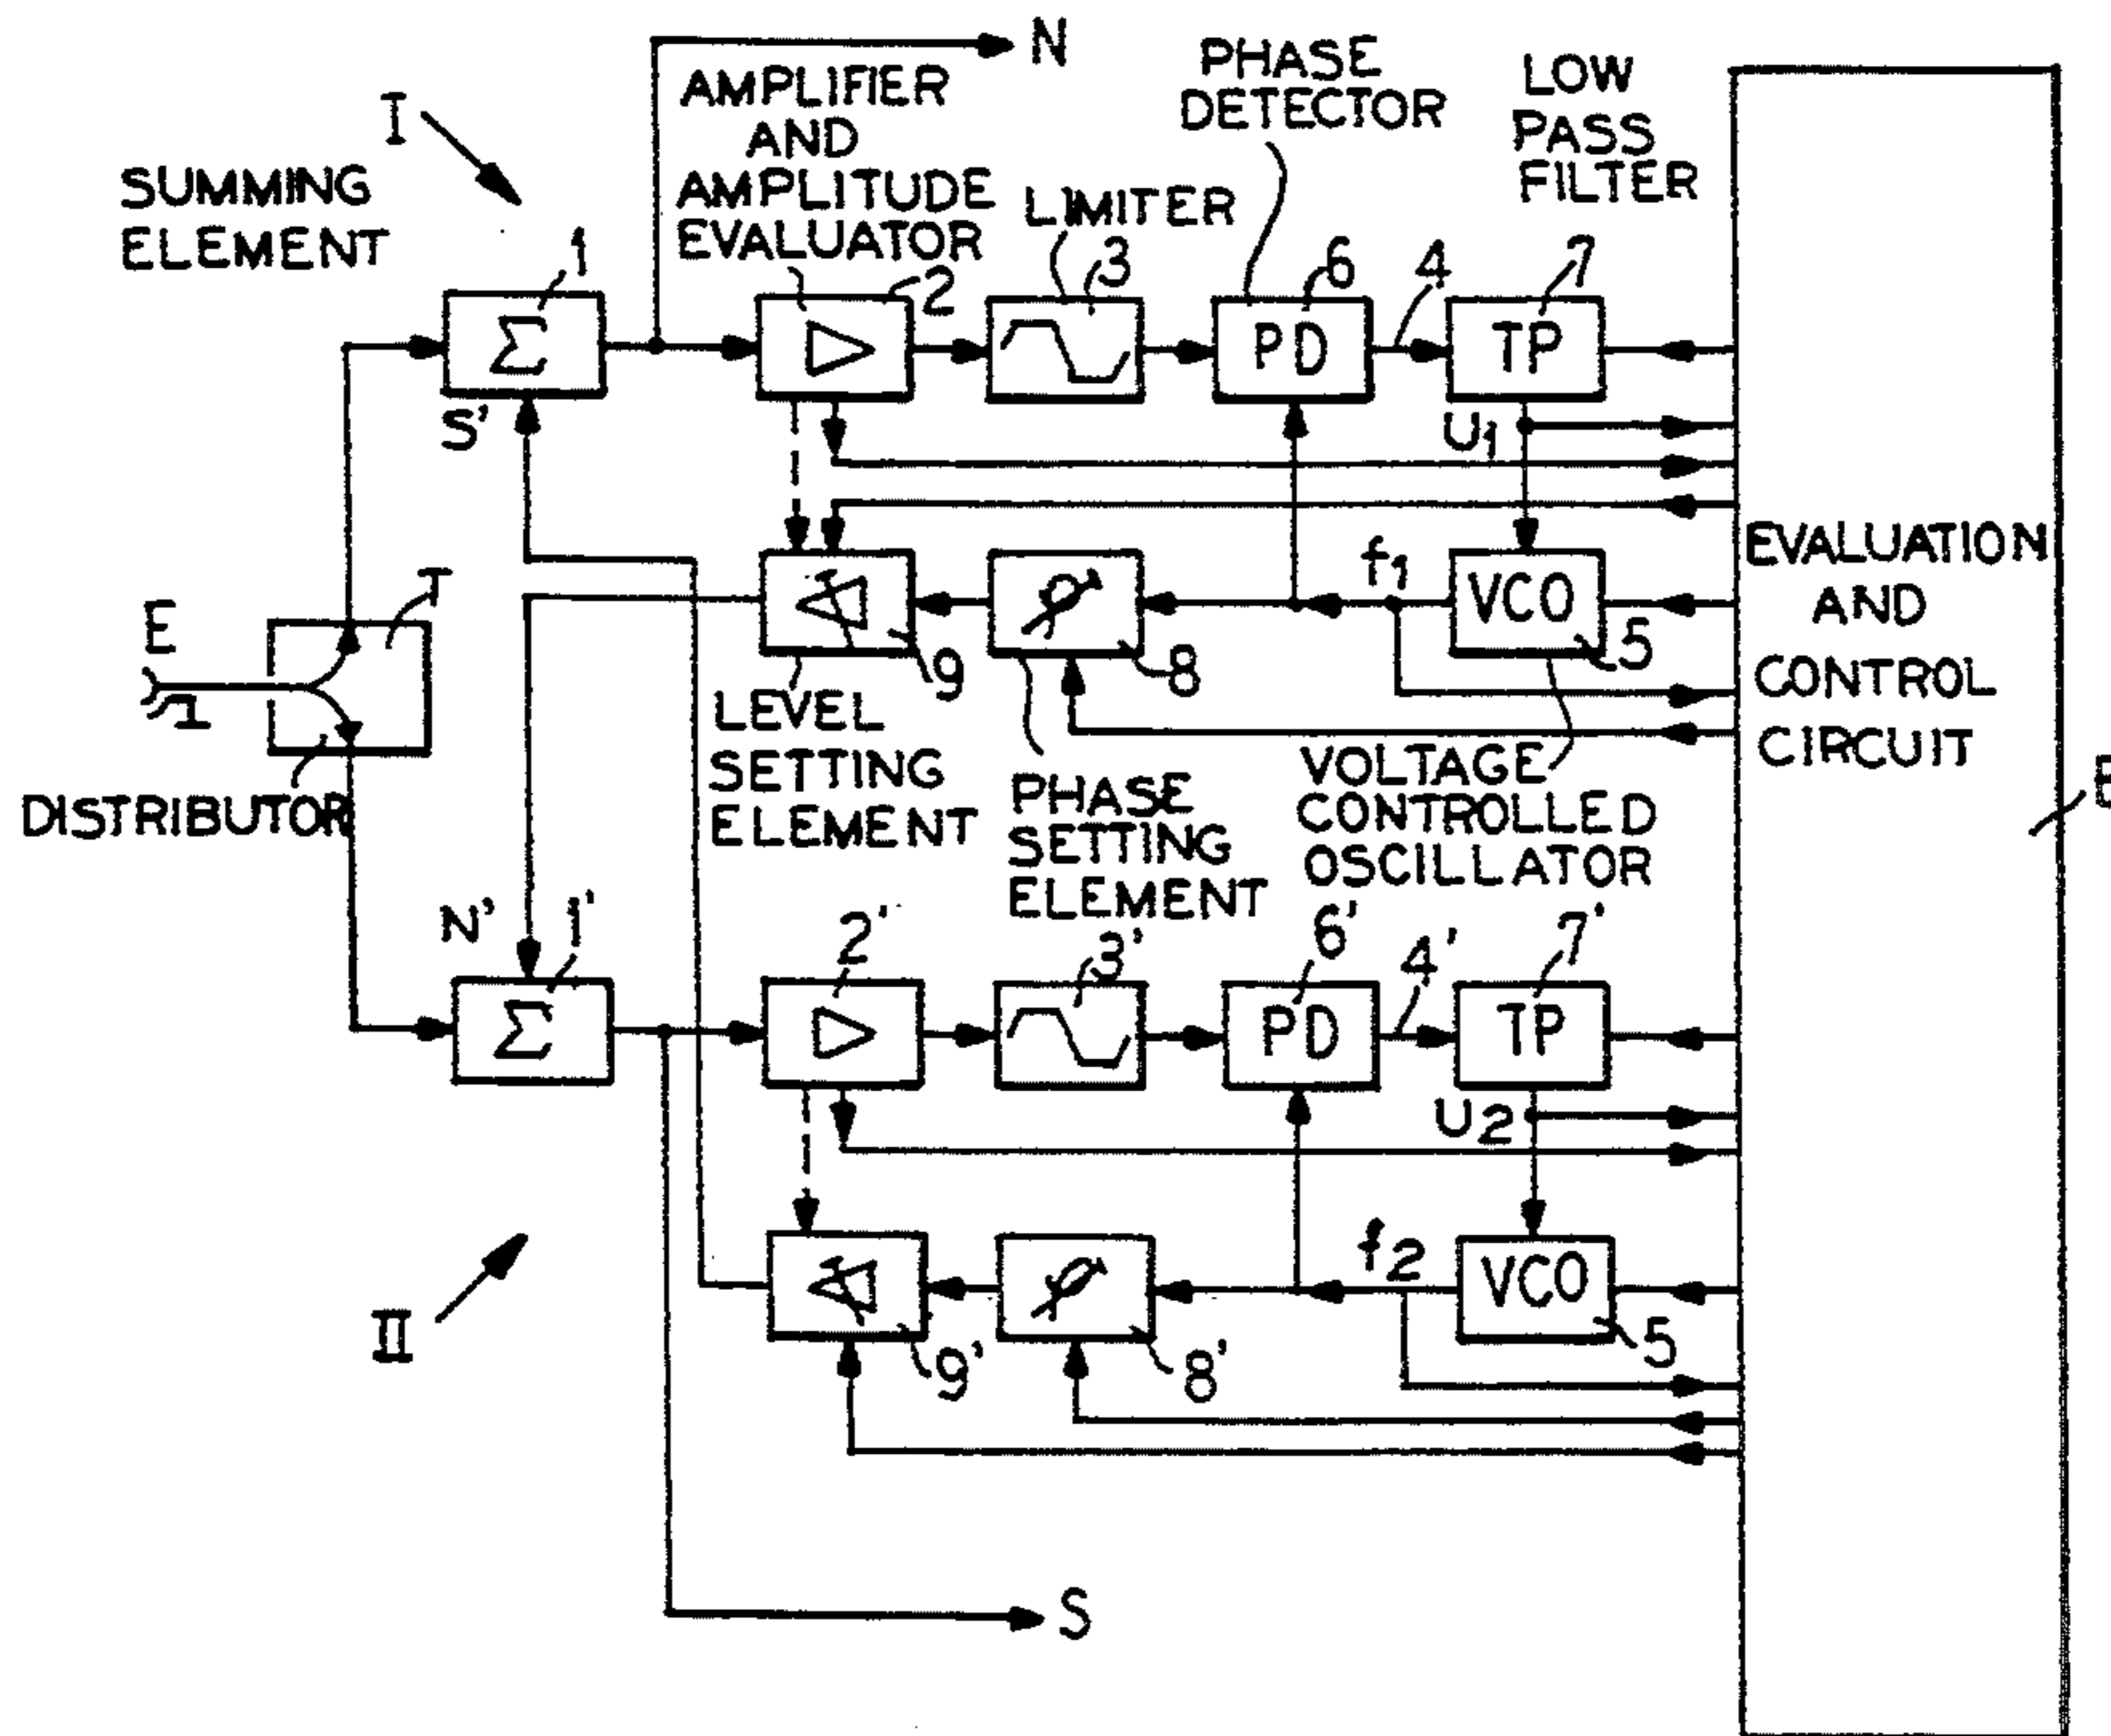 N
I
SUMMING
ELEMENT
AMPLIFIER
AND
AMPLITUDE
EVALUATOR
LIMITER
PHASE
DETECTOR
LOW
PASS
FILTER
1
2
3
6
4
7
Σ
PD
TP
S'
U1
E
T
DISTRIBUTOR
9
LEVEL
SETTING
ELEMENT
φ
8
PHASE
SETTING
ELEMENT
f1
VCO
5
VOLTAGE
CONTROLLED
OSCILLATOR
EVALUATION
AND
CONTROL
CIRCUIT
N'
1'
2'
3'
6'
4'
7'
Σ
PD
TP
U2
II
9'
φ
8'
f2
VCO
5
S